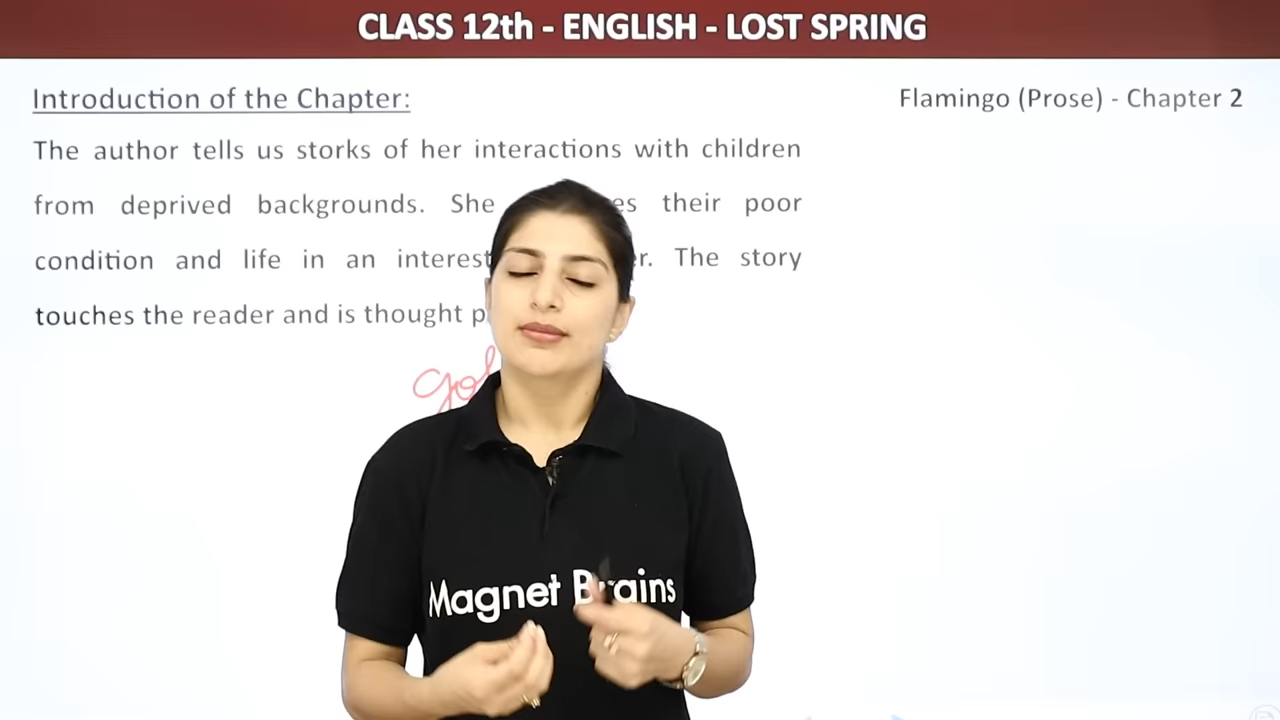 CLASS 12th - ENGLISH - LOST SPRING
Introduction of the Chapter:
Flamingo (Prose) - Chapter 2
The author tells us storks of her interactions with children
from deprived backgrounds. She their poor
condition and life in an The story
touches the reader and is thought
Magnet Brains